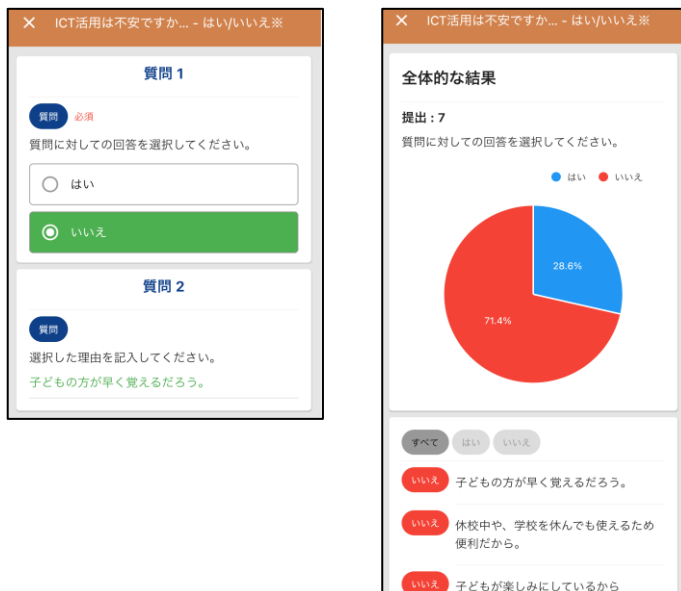 × ICT活用は不安ですか... - はい/いいえ※
質問 1
質問 必須
質問に対しての回答を選択してください。
はい
いいえ
質問 2
質問
選択した理由を記入してください。
子どもの方が早く覚えるだろう。
× ICT活用は不安ですか... - はい/いいえ※
全体的な結果
提出 : 7
質問に対しての回答を選択してください。
はい いいえ
28.6%
71.4%
すべて はい いいえ
いいえ 子どもの方が早く覚えるだろう。
いいえ 休校中や、学校を休んでも使えるため
便利だから。
いいえ 子どもが楽しみにしているから